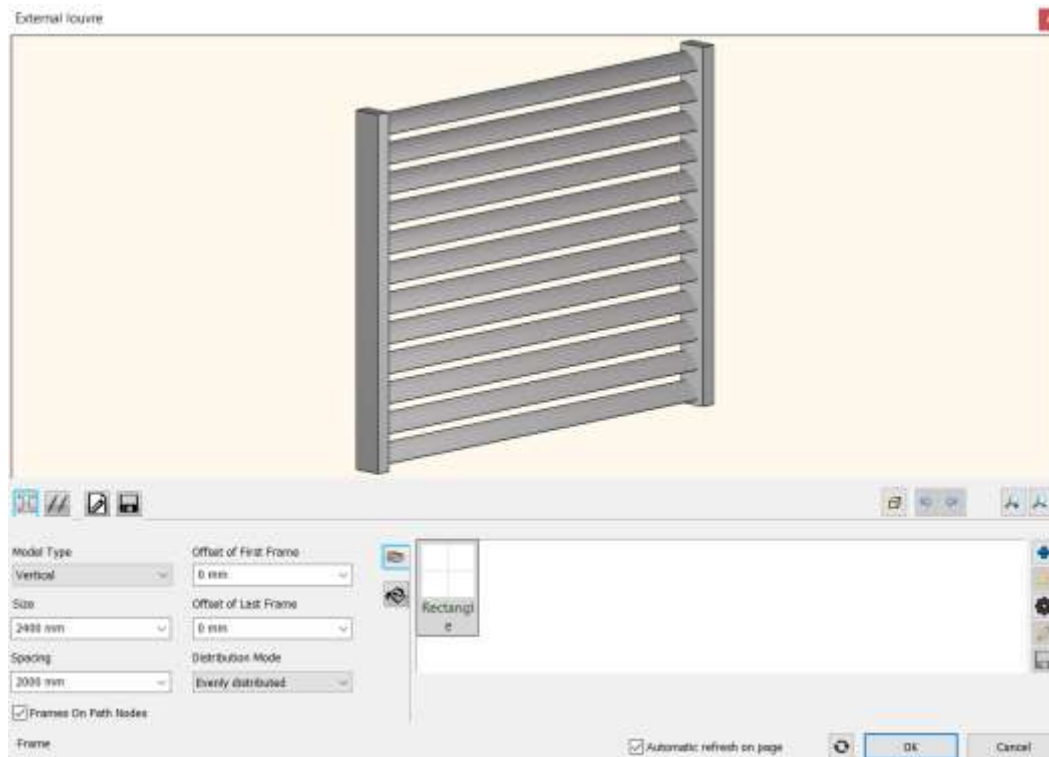 External louvre
Model Type
Offset of First Frame
Vertical
0 mm
Size
Offset of Last Frame
2400 mm
0 mm
Spacing
Distribution Mode
2000 mm
Evenly distributed
Frames On Path Nodes
Rectangl
e
Frame
Automatic refresh on page
OK
Cancel